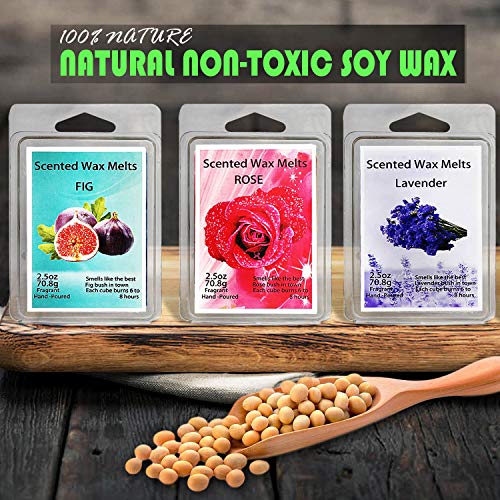 100% NATURE
NATURAL NON-TOXIC SOY WAX
Scented Wax Melts
FIG
2.5oz
70.8g
Fragrant
Hand -Poured
Smells like the best
Fig bush in town
Each cube burns 6 to
8 hours
Scented Wax Melts
ROSE
2.5oz
70.8g
Fragrant
Hand -Poured
Smells like the best
Rose bush in town
Each cube burns 6 to
8 hours
Scented Wax Melts
Lavender
2.5oz
70.8g
Fragrant
Hand -Poured
Smells like the best
Lavender bush in town
Each cube burns 6 to
8 hours